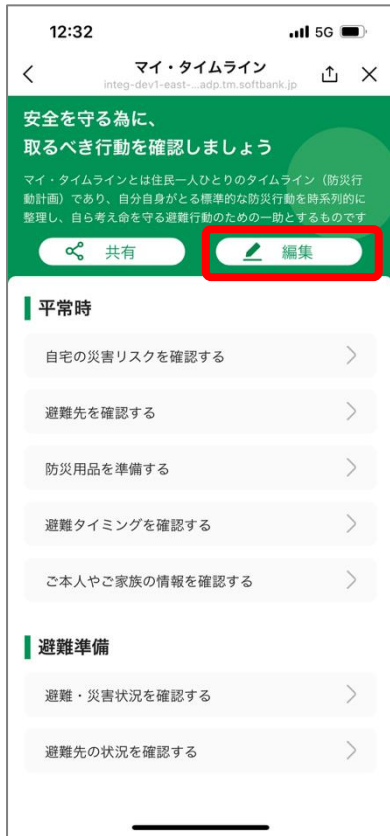 12:32
5G
マイ・タイムライン
integ-dev1-east-...adp.tm.softbank.jp
安全を守る為に、
取るべき行動を確認しましょう
マイ・タイムラインとは住民一人ひとりのタイムライン（防災行
動計画）であり、自分自身がとる標準的な防災行動を時系列的に
整理し、自ら考え命を守る避難行動のための一助とするものです
共有
編集
平常時
自宅の災害リスクを確認する
避難先を確認する
防災用品を準備する
避難タイミングを確認する
ご本人やご家族の情報を確認する
避難準備
避難・災害状況を確認する
避難先の状況を確認する